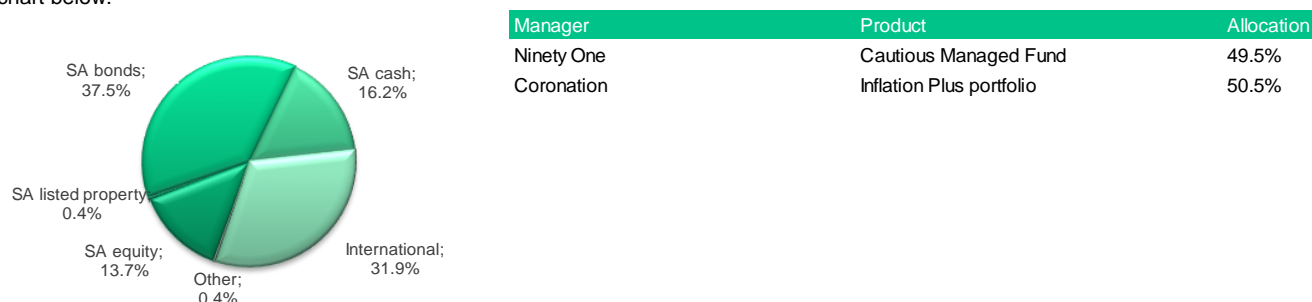 chart below.
SA bonds;
37.5%
SA cash;
16.2%
SA listed property
0.4%
SA equity;
13.7%
Other;
0.4%
International;
31.9%
Manager Product Allocation
Ninety One Cautious Managed Fund 49.5%
Coronation Inflation Plus portfolio 50.5%